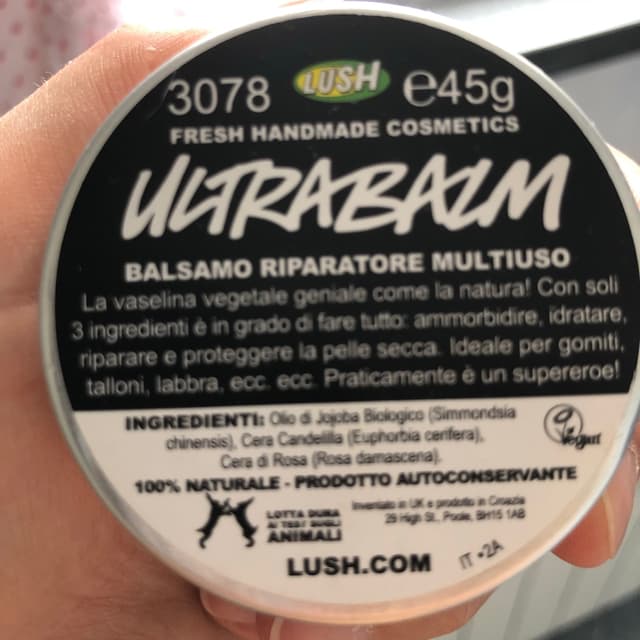 3078 LUSH ℮45g
FRESH HANDMADE COSMETICS
ULTRABALM
BALSAMO RIPARATORE MULTIUSO
La vaselina vegetale geniale come la natura! Con soli
3 ingredienti è in grado di fare tutto: ammorbidire, idratare,
riparare e proteggere la pelle secca. Ideale per gomiti,
talloni, labbra, ecc. ecc. Praticamente è un supereroe!
INGREDIENTI: Olio di Jojoba Biologico (Simmondsia
chinensis), Cera Candelilla (Euphorbia cerifera),
Cera di Rosa (Rosa damascena).
Vegan
100% NATURALE - PRODOTTO AUTOCONSERVANTE
LOTTA DURA
AI TEST SUGLI
ANIMALI
Inventato in UK e prodotto in Croazia
29 High St., Poole, BH15 1AB
LUSH.COM
IT •2A